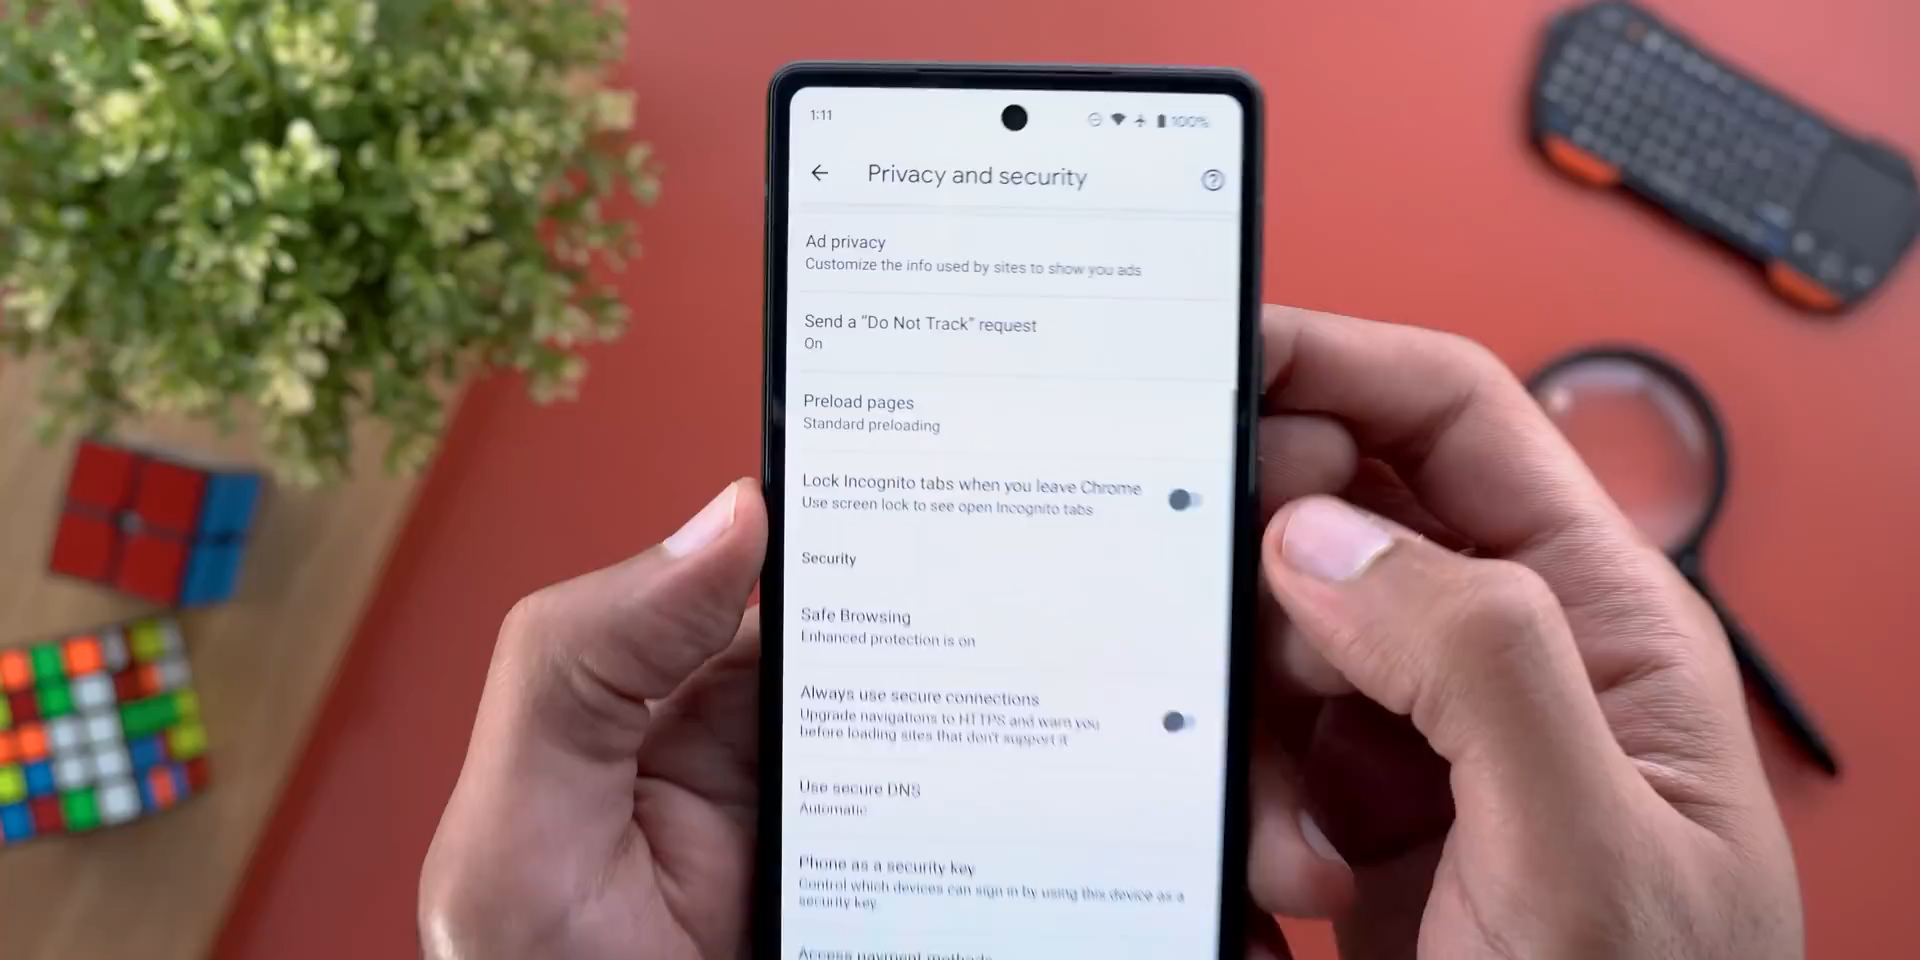 1:11
100%
Privacy and security
Ad privacy
Customize the info used by sites to show you ads
Send a “Do Not Track” request
On
Preload pages
Standard preloading
Lock Incognito tabs when you leave Chrome
Use screen lock to see open Incognito tabs
Security
Safe Browsing
Enhanced protection is on
Always use secure connections
Upgrade navigations to HTTPS and warn you
before loading sites that don't support it
Use secure DNS
Automatic
Phone as a security key
Control which devices can sign in by using this device as a
security key
Access payment methods